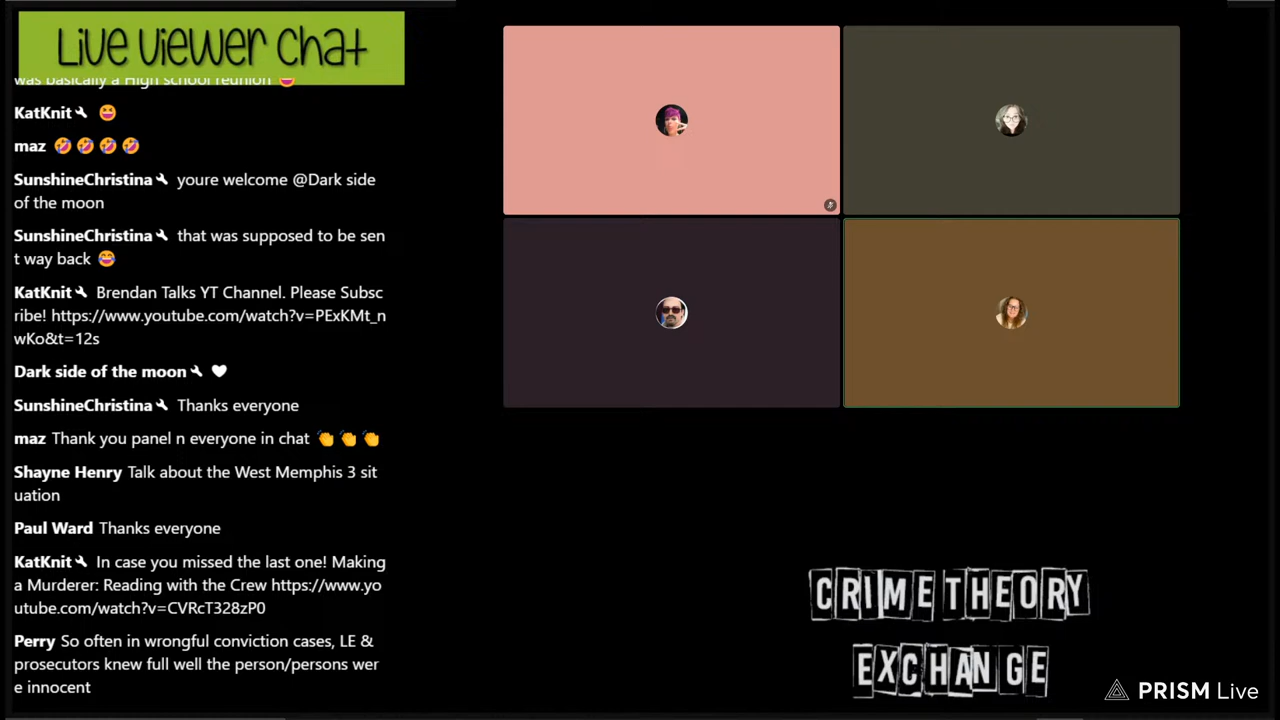 Live Viewer Chat
was basically a High school reunion 😆
KatKnit 😆
maz 🤣🤣🤣🤣
SunshineChristina youre welcome @Dark side
of the moon
SunshineChristina that was supposed to be sen
t way back 😂
KatKnit Brendan Talks YT Channel. Please Subsc
ribe! https://www.youtube.com/watch?v=PExKMt_n
wKo&t=12s
Dark side of the moon 🤍
SunshineChristina Thanks everyone
maz Thank you panel n everyone in chat 👏👏👏
Shayne Henry Talk about the West Memphis 3 sit
uation
Paul Ward Thanks everyone
KatKnit In case you missed the last one! Making
a Murderer: Reading with the Crew https://www.yo
utube.com/watch?v=CVRcT328zP0
Perry So often in wrongful conviction cases, LE &
prosecutors knew full well the person/persons wer
e innocent
CRIME THEORY
EXCHANGE
PRISM Live